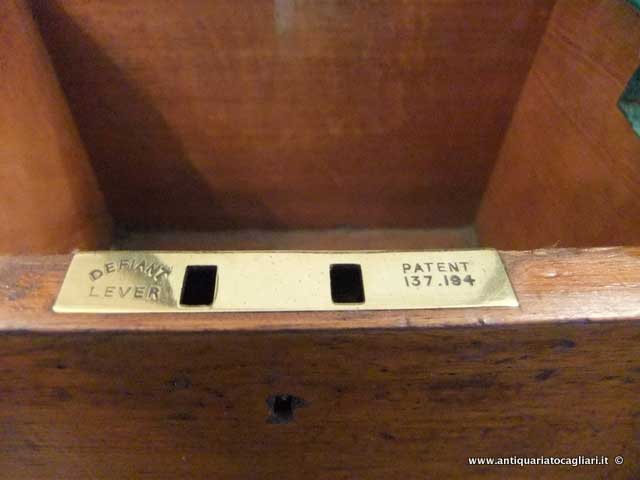 DEFIANT
LEVER
PATENT
137.194
www.antiquariatocagliari.it ©